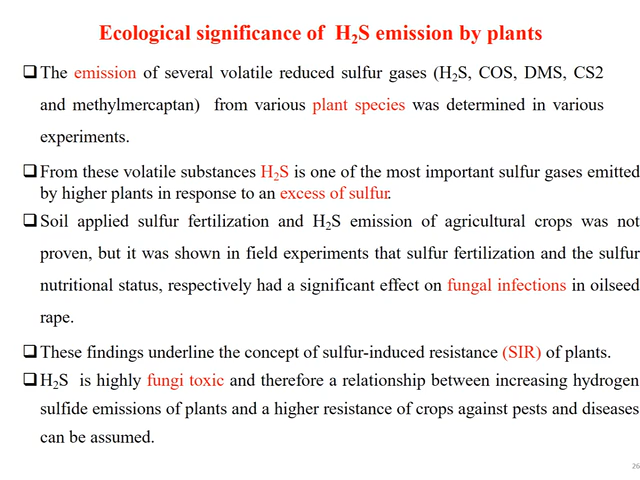 Ecological significance of H₂S emission by plants
❑The emission of several volatile reduced sulfur gases (H₂S, COS, DMS, CS2
and methylmercaptan) from various plant species was determined in various
experiments.
❑From these volatile substances H₂S is one of the most important sulfur gases emitted
by higher plants in response to an excess of sulfur.
❑Soil applied sulfur fertilization and H₂S emission of agricultural crops was not
proven, but it was shown in field experiments that sulfur fertilization and the sulfur
nutritional status, respectively had a significant effect on fungal infections in oilseed
rape.
❑These findings underline the concept of sulfur-induced resistance (SIR) of plants.
❑H₂S is highly fungi toxic and therefore a relationship between increasing hydrogen
sulfide emissions of plants and a higher resistance of crops against pests and diseases
can be assumed.
26